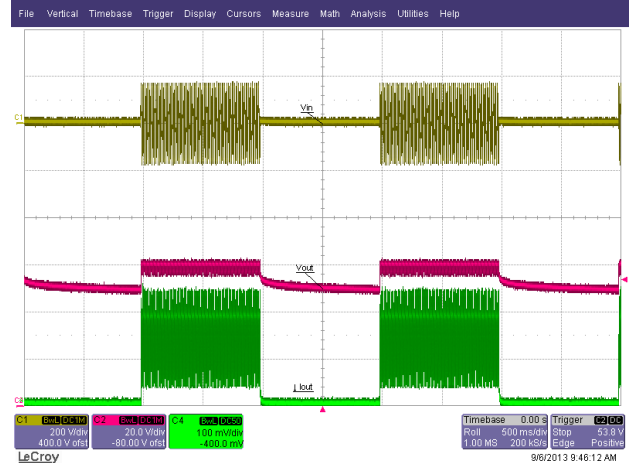 File Vertical Timebase Trigger Display Cursors Measure Math Analysis Utilities Help
C1
Vin
Vout
Iout
C1 BwL DC1M C2 BwL DC1M C4 BwL DC50 Timebase 0.00 s Trigger C2 DC
200 V/div 20.0 V/div 100 mV/div Roll 500 ms/div Stop 53.8 V
400.0 V ofst -80.00 V ofst -400.0 mV 1.00 MS 200 kS/s Edge Positive
LeCroy 9/6/2013 9:46:12 AM